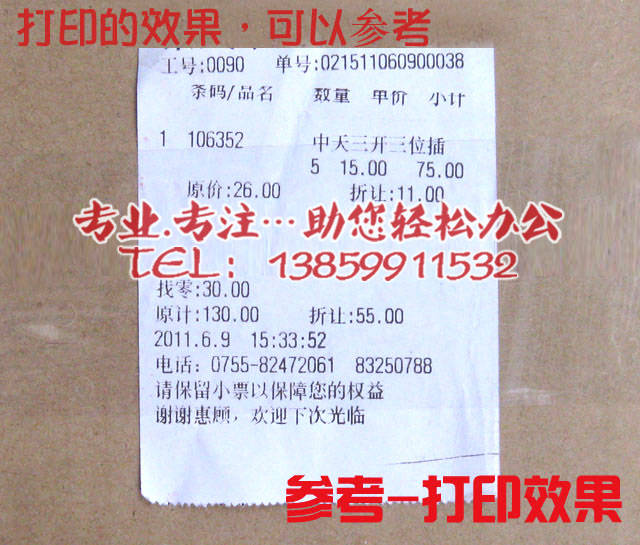 打印的效果，可以参考
工号:0090 单号:021511060900038
条码/品名 数量 单价 小计
1 106352 中天三开三位插
5 15.00 75.00
原价:26.00 折让:11.00
专业.专注…助您轻松办公
TEL: 13859911532
找零:30.00
原计:130.00 折让:55.00
2011.6.9 15:33:52
电话: 0755-82472061 83250788
请保留小票以保障您的权益
谢谢惠顾，欢迎下次光临
参考-打印效果